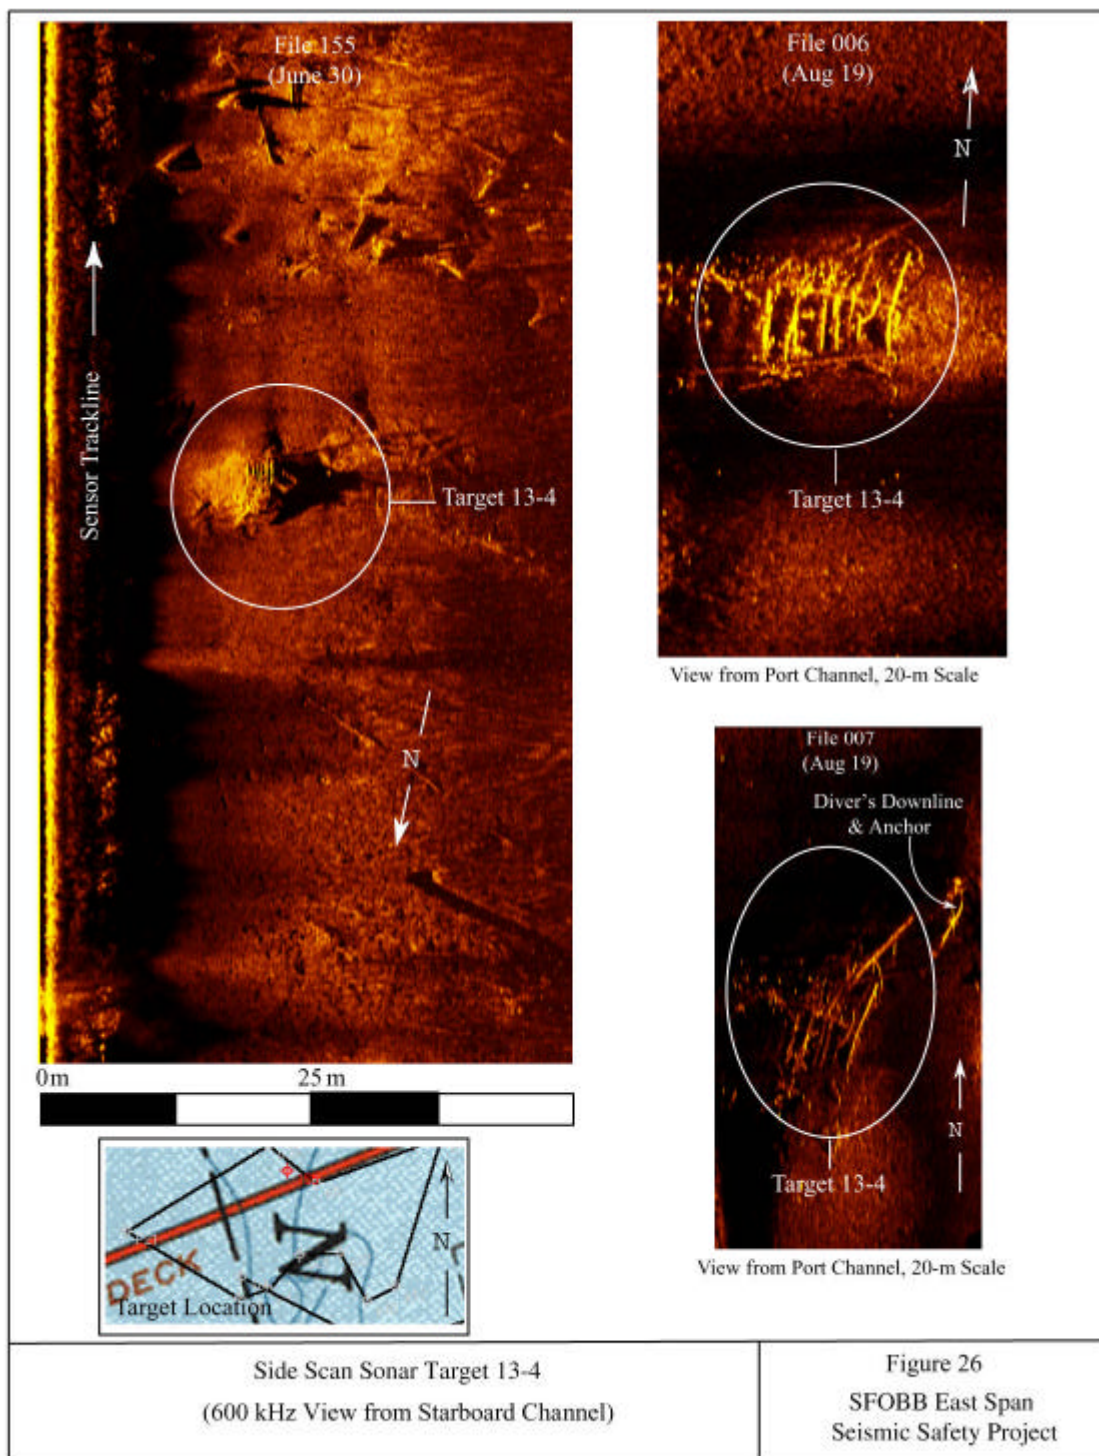 File 155
(June 30)
Sensor Trackline
Target 13-4
N
0 m
25 m
File 006
(Aug 19)
N
Target 13-4
View from Port Channel, 20-m Scale
File 007
(Aug 19)
Diver's Downline
& Anchor
N
Target 13-4
View from Port Channel, 20-m Scale
N
N
DECK
Target Location
Side Scan Sonar Target 13-4
(600 kHz View from Starboard Channel)
Figure 26
SFOBB East Span
Seismic Safety Project